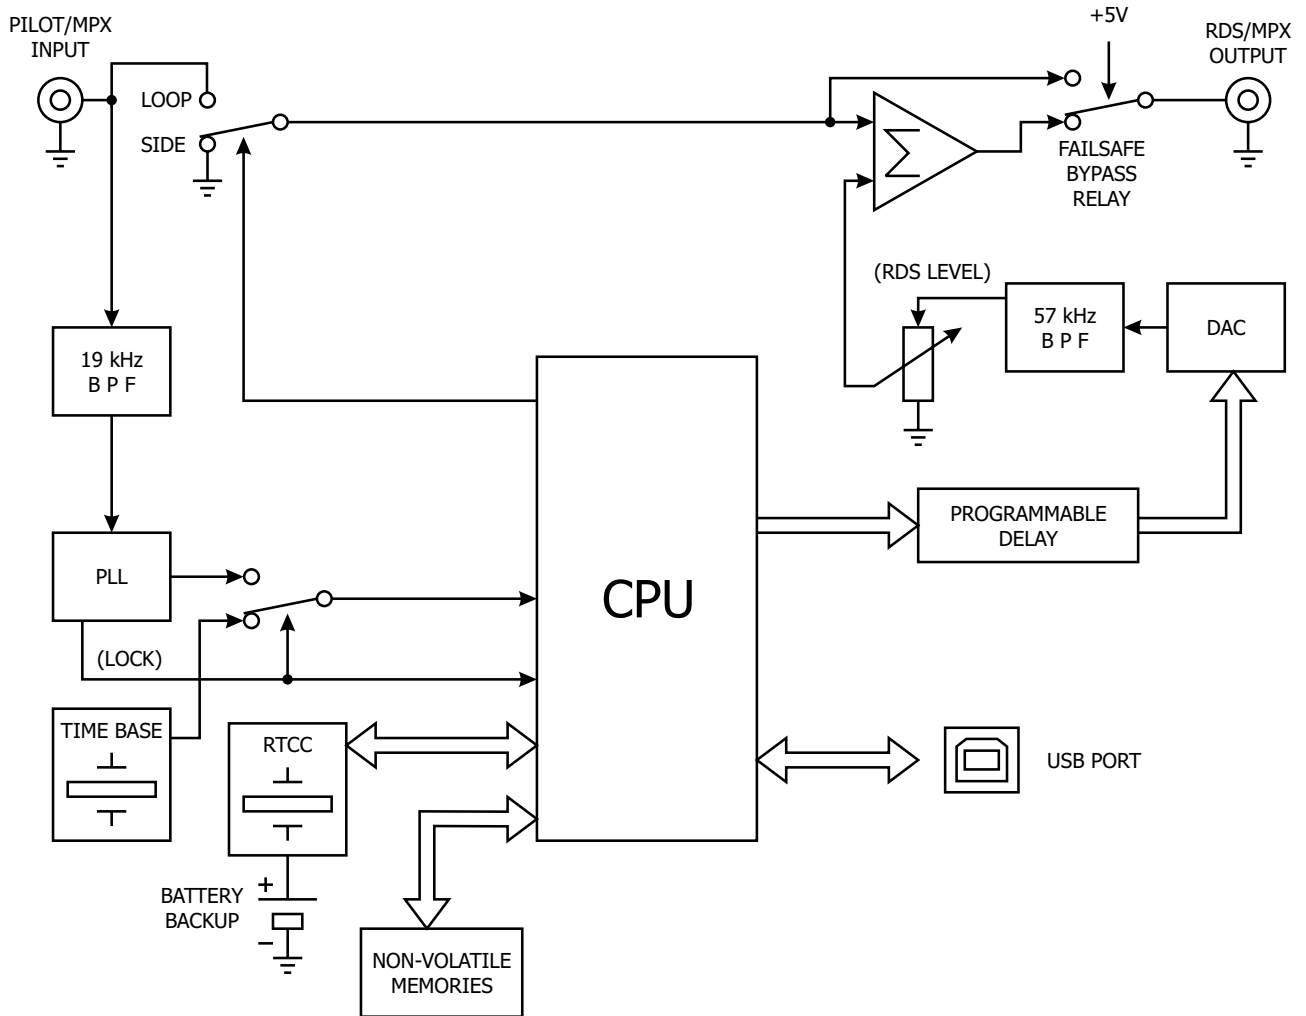 PILOT/MPX
INPUT
+5V
RDS/MPX
OUTPUT
LOOP
SIDE
Σ
FAILSAFE
BYPASS
RELAY
(RDS LEVEL)
57 kHz
B P F
DAC
19 kHz
B P F
PROGRAMMABLE
DELAY
PLL
CPU
(LOCK)
TIME BASE
RTCC
USB PORT
+
BATTERY
BACKUP
−
NON-VOLATILE
MEMORIES